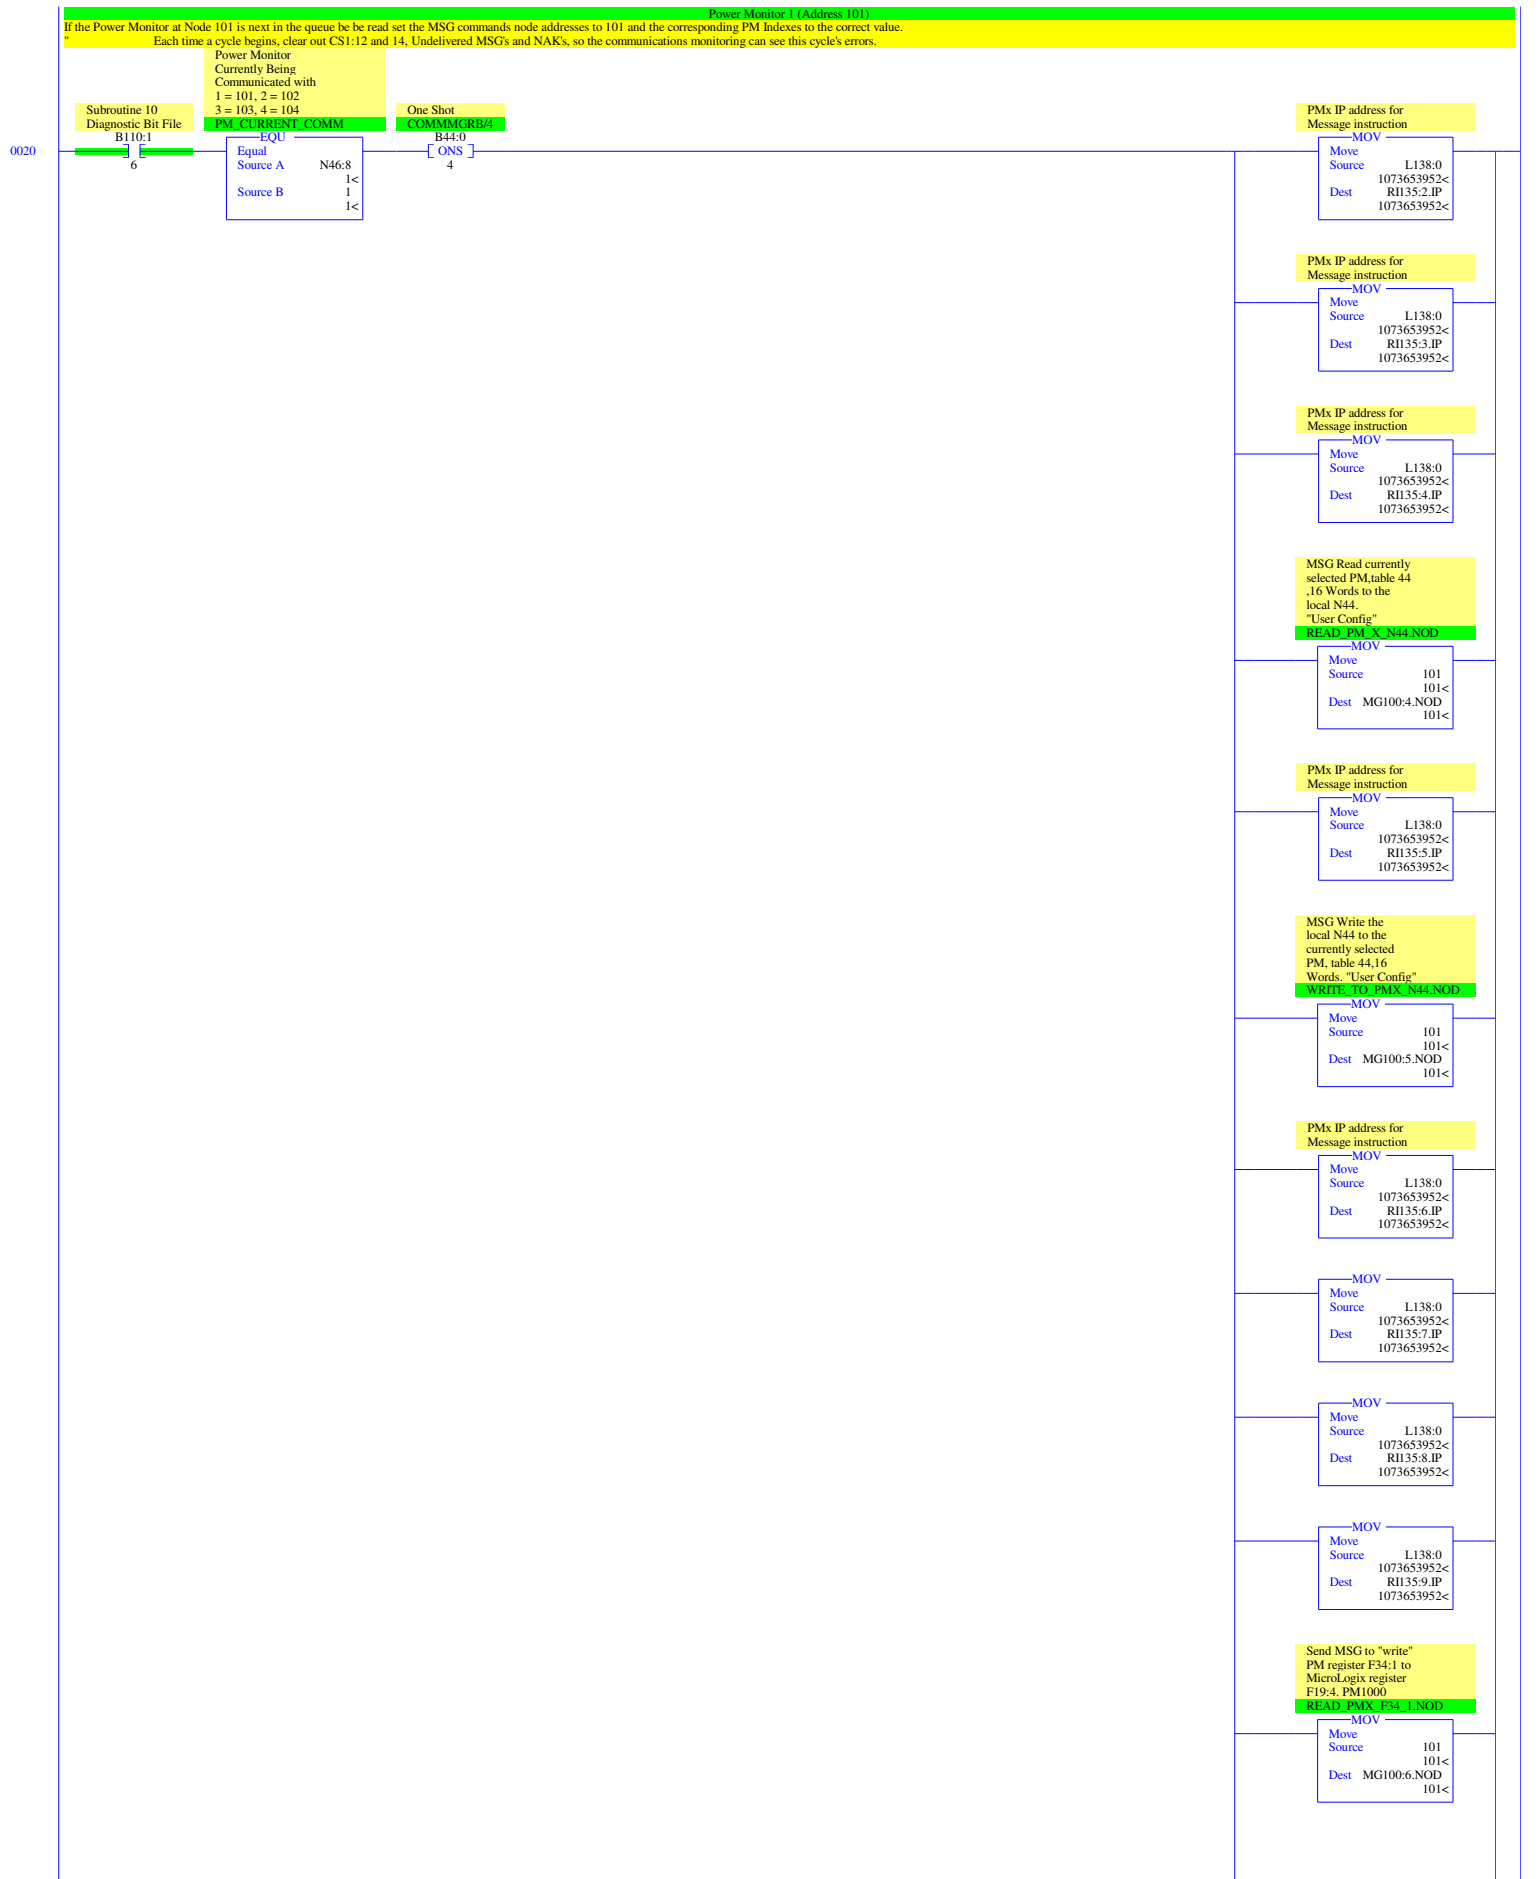 Power Monitor 1 (Address 101)
If the Power Monitor at Node 101 is next in the queue be be read set the MSG commands node addresses to 101 and the corresponding PM Indexes to the correct value.
" Each time a cycle begins, clear out CS1:12 and 14, Undelivered MSG's and NAK's, so the communications monitoring can see this cycle's errors.
0020
Subroutine 10
Diagnostic Bit File
B110:1
6
Power Monitor
Currently Being
Communicated with
1 = 101, 2 = 102
3 = 103, 4 = 104
PM_CURRENT_COMM
EQU
Equal
Source A N46:8
1<
Source B 1
1<
One Shot
COMMMGRB/4
B44:0
ONS
4
PMx IP address for
Message instruction
MOV
Move
Source L138:0
1073653952<
Dest RI135:2.IP
1073653952<
PMx IP address for
Message instruction
MOV
Move
Source L138:0
1073653952<
Dest RI135:3.IP
1073653952<
PMx IP address for
Message instruction
MOV
Move
Source L138:0
1073653952<
Dest RI135:4.IP
1073653952<
MSG Read currently
selected PM,table 44
,16 Words to the
local N44.
"User Config"
READ_PM_X_N44.NOD
MOV
Move
Source 101
101<
Dest MG100:4.NOD
101<
PMx IP address for
Message instruction
MOV
Move
Source L138:0
1073653952<
Dest RI135:5.IP
1073653952<
MSG Write the
local N44 to the
currently selected
PM, table 44,16
Words. "User Config"
WRITE_TO_PMX_N44.NOD
MOV
Move
Source 101
101<
Dest MG100:5.NOD
101<
PMx IP address for
Message instruction
MOV
Move
Source L138:0
1073653952<
Dest RI135:6.IP
1073653952<
MOV
Move
Source L138:0
1073653952<
Dest RI135:7.IP
1073653952<
MOV
Move
Source L138:0
1073653952<
Dest RI135:8.IP
1073653952<
MOV
Move
Source L138:0
1073653952<
Dest RI135:9.IP
1073653952<
Send MSG to "write"
PM register F34:1 to
MicroLogix register
F19:4. PM1000
READ_PMX_F34_1.NOD
MOV
Move
Source 101
101<
Dest MG100:6.NOD
101<